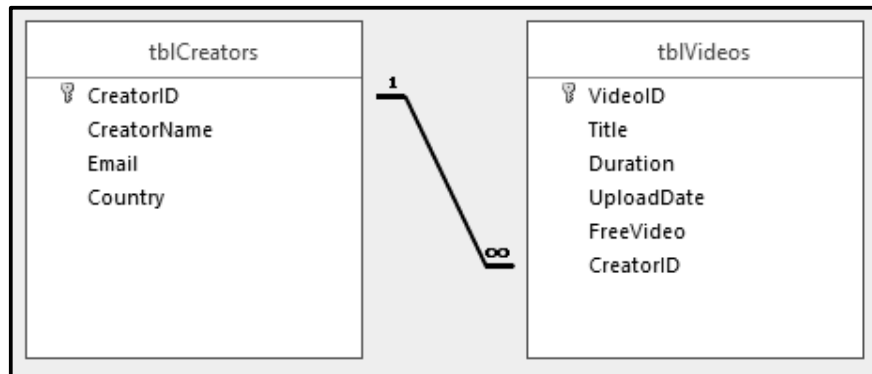 tblCreators
CreatorID
CreatorName
Email
Country
1
∞
tblVideos
VideoID
Title
Duration
UploadDate
FreeVideo
CreatorID